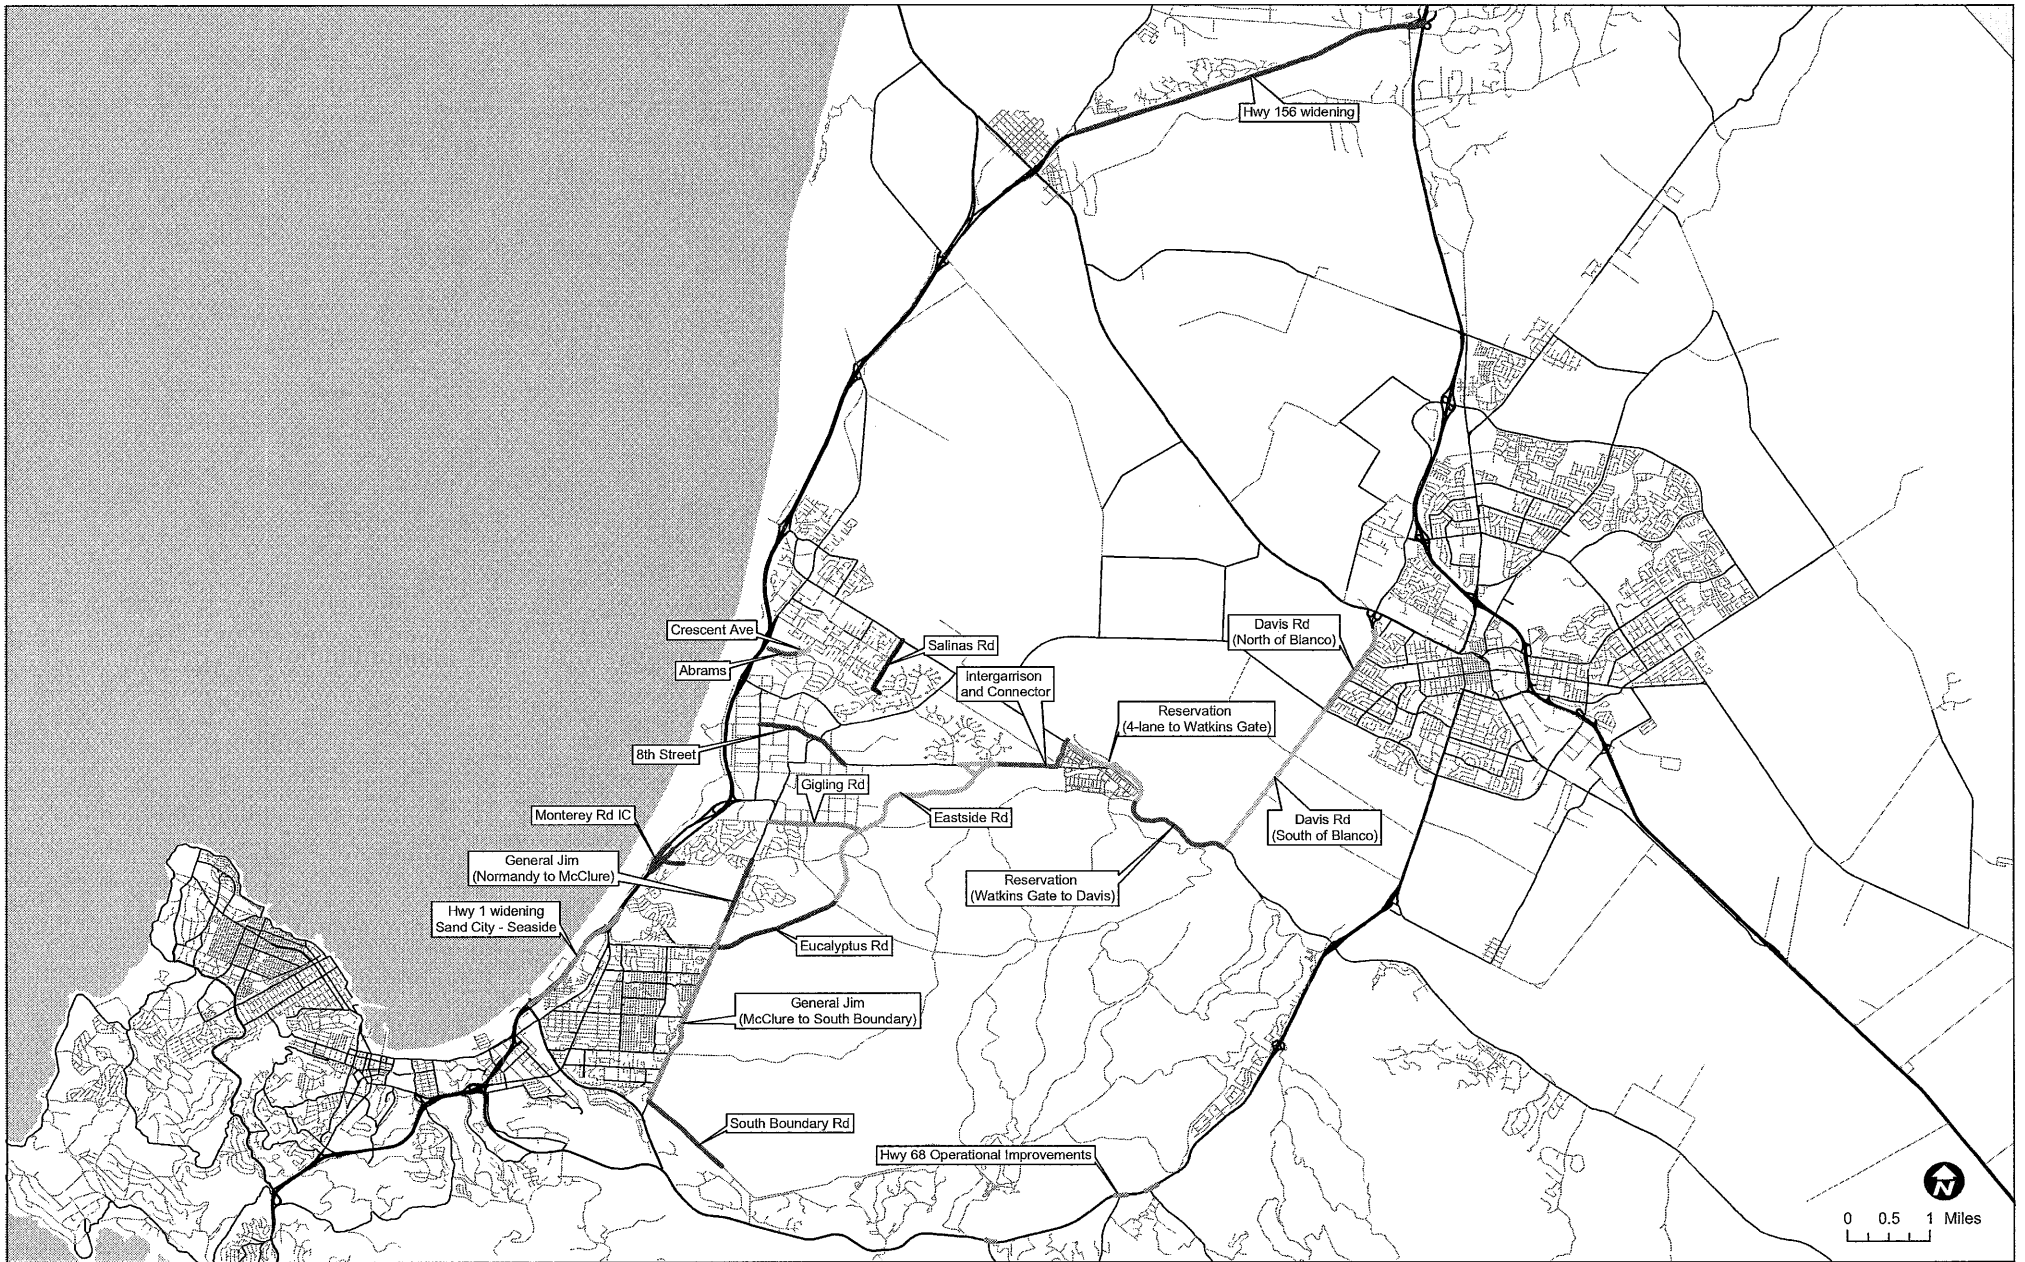 Hwy 156 widening
Crescent Ave
Salinas Rd
Davis Rd
(North of Blanco)
Abrams
Intergarrison
and Connector
Reservation
(4-lane to Watkins Gate)
8th Street
Gigling Rd
Monterey Rd IC
Eastside Rd
Davis Rd
(South of Blanco)
General Jim
(Normandy to McClure)
Reservation
(Watkins Gate to Davis)
Hwy 1 widening
Sand City - Seaside
Eucalyptus Rd
General Jim
(McClure to South Boundary)
South Boundary Rd
Hwy 68 Operational Improvements
N
0 0.5 1 Miles